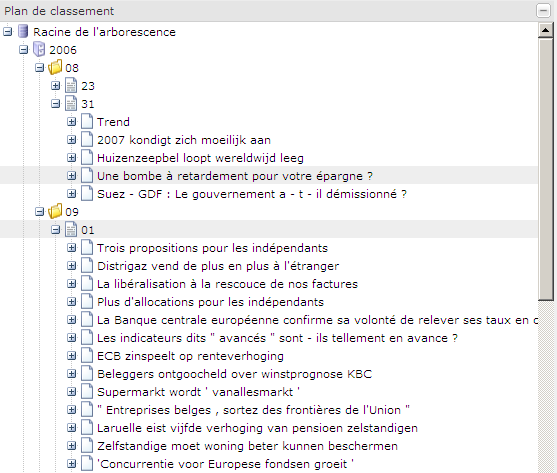 Plan de classement
Racine de l'arborescence
2006
08
23
31
Trend
2007 kondigt zich moeilijk aan
Huizenzeepbel loopt wereldwijd leeg
Une bombe à retardement pour votre épargne ?
Suez - GDF : Le gouvernement a - t - il démissionné ?
09
01
Trois propositions pour les indépendants
Distrigaz vend de plus en plus à l'étranger
La libéralisation à la rescouce de nos factures
Plus d'allocations pour les indépendants
La Banque centrale européenne confirme sa volonté de relever ses taux en
Les indicateurs dits " avancés " sont - ils tellement en avance ?
ECB zinspeelt op renteverhoging
Beleggers ontgoocheld over winstprognose KBC
Supermarkt wordt ' vanallesmarkt '
" Entreprises belges , sortez des frontières de l'Union "
Laruelle eist vijfde verhoging van pensioen zelstandigen
Zelfstandige moet woning beter kunnen beschermen
'Concurrentie voor Europese fondsen groeit '